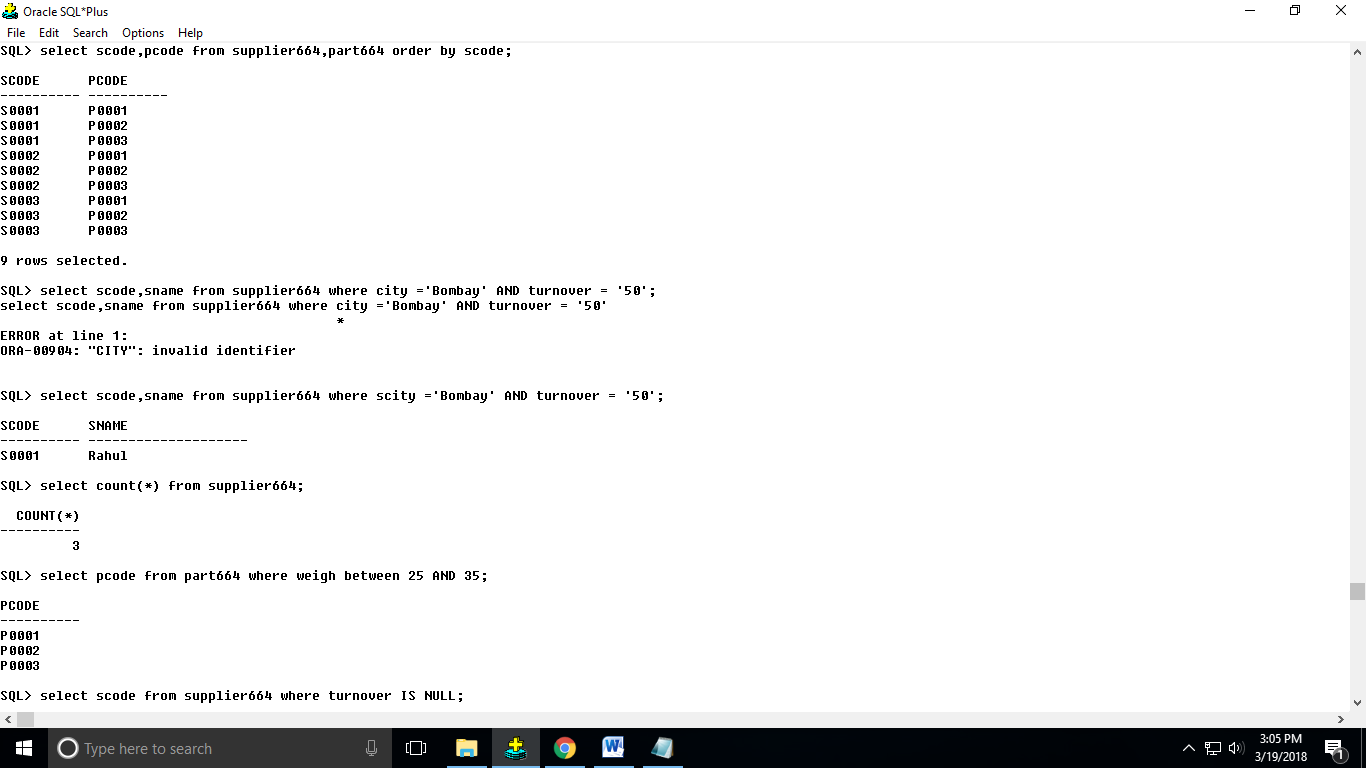 Oracle SQL*Plus
File Edit Search Options Help
SQL> select scode,pcode from supplier664,part664 order by scode;
SCODE      PCODE
---------- ----------
S0001      P0001
S0001      P0002
S0001      P0003
S0002      P0001
S0002      P0002
S0002      P0003
S0003      P0001
S0003      P0002
S0003      P0003
9 rows selected.
SQL> select scode,sname from supplier664 where city ='Bombay' AND turnover = '50';
select scode,sname from supplier664 where city ='Bombay' AND turnover = '50'
                                          *
ERROR at line 1:
ORA-00904: "CITY": invalid identifier
SQL> select scode,sname from supplier664 where scity ='Bombay' AND turnover = '50';
SCODE      SNAME
---------- --------------------
S0001      Rahul
SQL> select count(*) from supplier664;
  COUNT(*)
----------
         3
SQL> select pcode from part664 where weigh between 25 AND 35;
PCODE
----------
P0001
P0002
P0003
SQL> select scode from supplier664 where turnover IS NULL;
Type here to search
3:05 PM
3/19/2018
1